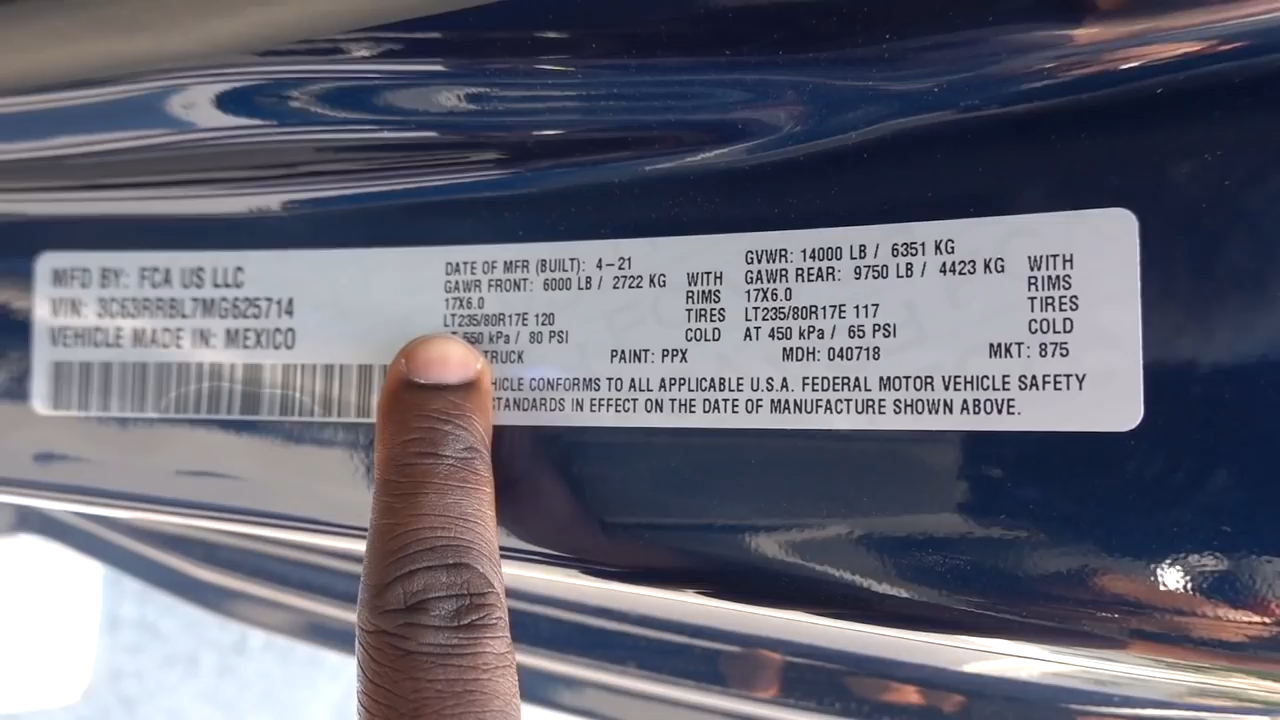 MFD BY: FCA US LLC
VIN: 3C63RRBL7MG625714
VEHICLE MADE IN: MEXICO
DATE OF MFR (BUILT): 4-21
GAWR FRONT: 6000 LB / 2722 KG
17X6.0
LT235/80R17E 120
550 kPa / 80 PSI
WITH
RIMS
TIRES
COLD
GVWR: 14000 LB / 6351 KG
GAWR REAR: 9750 LB / 4423 KG
17X6.0
LT235/80R17E 117
AT 450 kPa / 65 PSI
WITH
RIMS
TIRES
COLD
TRUCK PAINT: PPX MDH: 040718 MKT: 875
CONFORMS TO ALL APPLICABLE U.S.A. FEDERAL MOTOR VEHICLE SAFETY
IN EFFECT ON THE DATE OF MANUFACTURE SHOWN ABOVE.